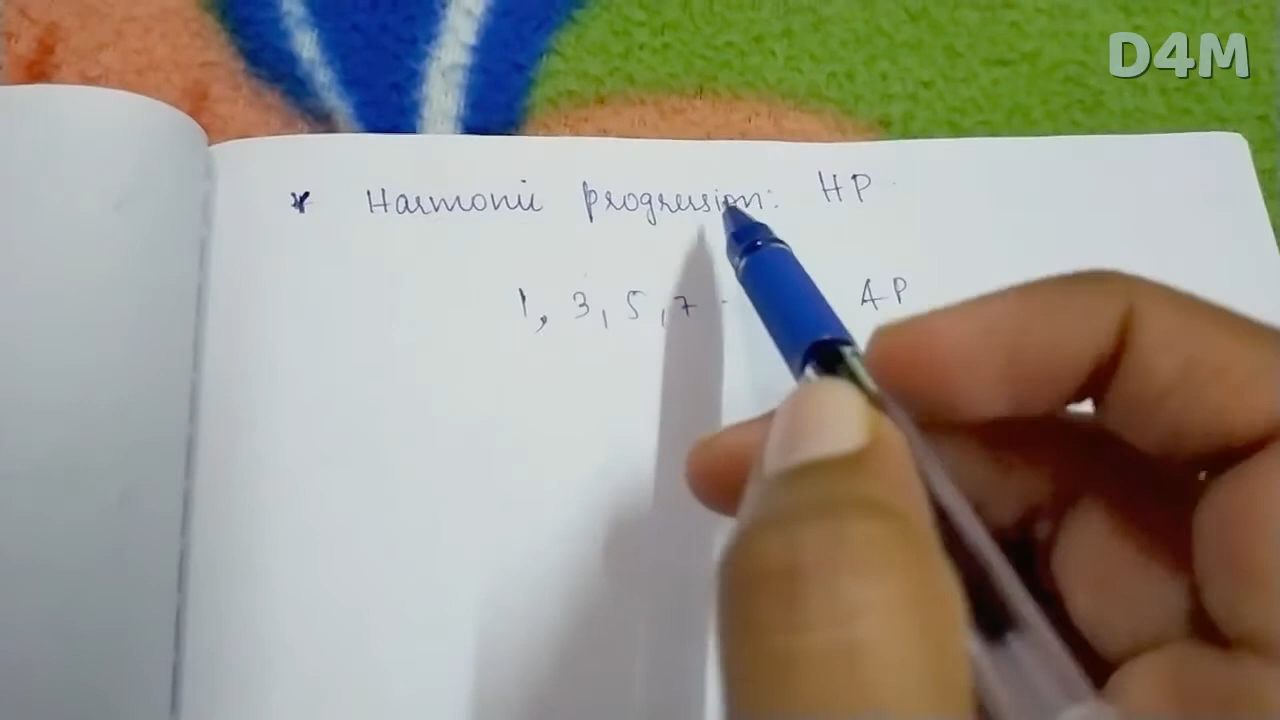 D4M
* Harmonic progression: HP
1, 3, 5, 7 AP